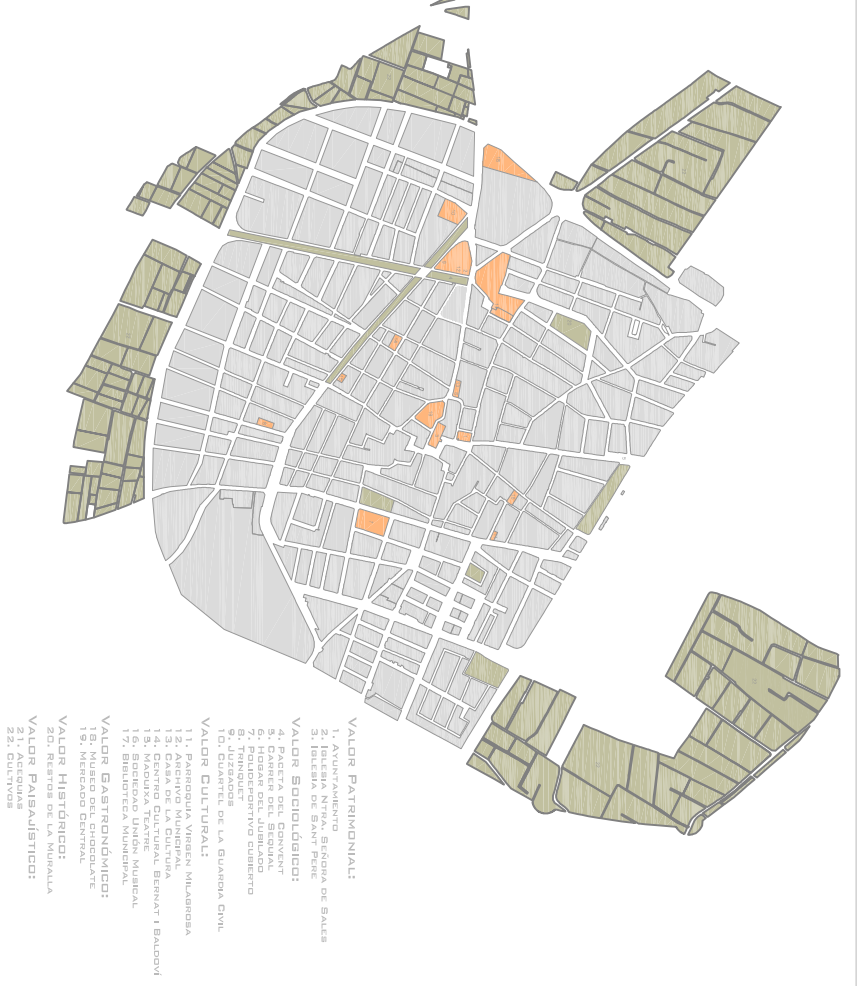 VALOR PATRIMONIAL:
1. AYUNTAMIENTO
2. IGLESIA NTRA. SEÑORA DE SALES
3. IGLESIA DE SANT PERE
VALOR SOCIOLÓGICO:
4. PACETA DEL CONVENT
5. CARRER DEL SEQUIAL
6. HOGAR DEL JUBILADO
7. POLIDEPORTIVO CUBIERTO
8. TRINQUET
9. JUZGADOS
10. CUARTEL DE LA GUARDIA CIVIL
VALOR CULTURAL:
11. PARROQUIA VIRGEN MILAGROSA
12. ARCHIVO MUNICIPAL
13. CASA DE LA CULTURA
14. CENTRO CULTURAL BERNAT I BALDOVÍ
15. MADUIXA TEATRE
16. SOCIEDAD UNIÓN MUSICAL
17. BIBLIOTECA MUNICIPAL
VALOR GASTRONÓMICO:
18. MUSEO DEL CHOCOLATE
19. MERCADO CENTRAL
VALOR HISTÓRICO:
20. RESTOS DE LA MURALLA
VALOR PAISAJÍSTICO:
21. ACEQUIAS
22. CULTIVOS